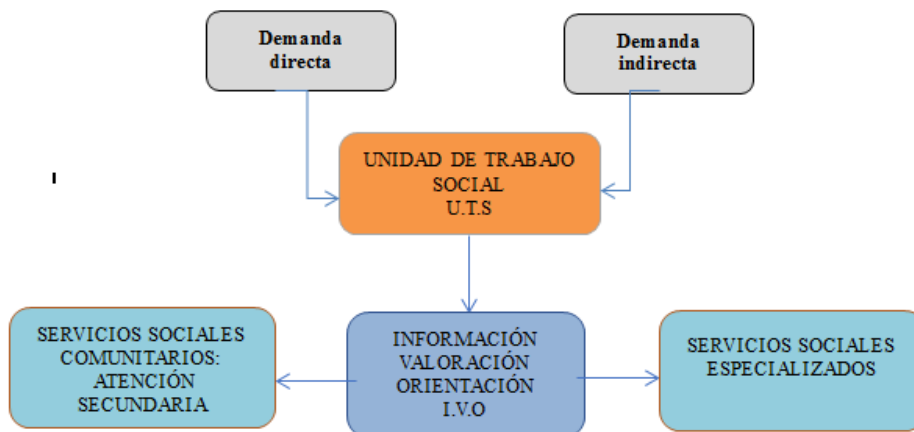 Demanda
directa
Demanda
indirecta
UNIDAD DE TRABAJO
SOCIAL
U.T.S
SERVICIOS SOCIALES
COMUNITARIOS:
ATENCIÓN
SECUNDARIA
INFORMACIÓN
VALORACIÓN
ORIENTACIÓN
I.V.O
SERVICIOS SOCIALES
ESPECIALIZADOS